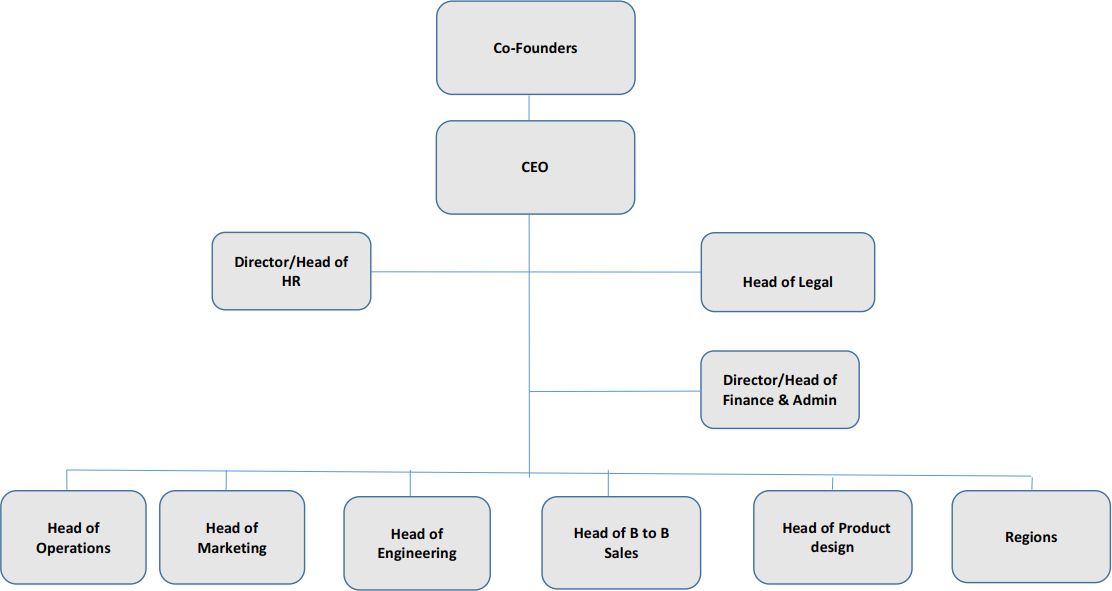 Co-Founders
CEO
Director/Head of
HR
Head of Legal
Director/Head of
Finance & Admin
Head of
Operations
Head of
Marketing
Head of
Engineering
Head of B to B
Sales
Head of Product
design
Regions